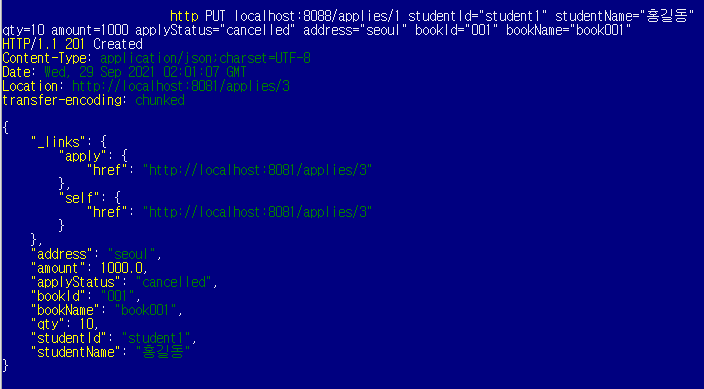 http PUT localhost:8088/applies/1 studentId="student1" studentName="홍길동"
qty=10 amount=1000 applyStatus="cancelled" address="seoul" bookId="001" bookName="book001"
HTTP/1.1 201 Created
Content-Type: application/json;charset=UTF-8
Date: Wed, 29 Sep 2021 02:01:07 GMT
Location: http://localhost:8081/applies/3
transfer-encoding: chunked

{
    "_links": {
        "apply": {
            "href": "http://localhost:8081/applies/3"
        },
        "self": {
            "href": "http://localhost:8081/applies/3"
        }
    },
    "address": "seoul",
    "amount": 1000.0,
    "applyStatus": "cancelled",
    "bookId": "001",
    "bookName": "book001",
    "qty": 10,
    "studentId": "student1",
    "studentName": "홍길동"
}